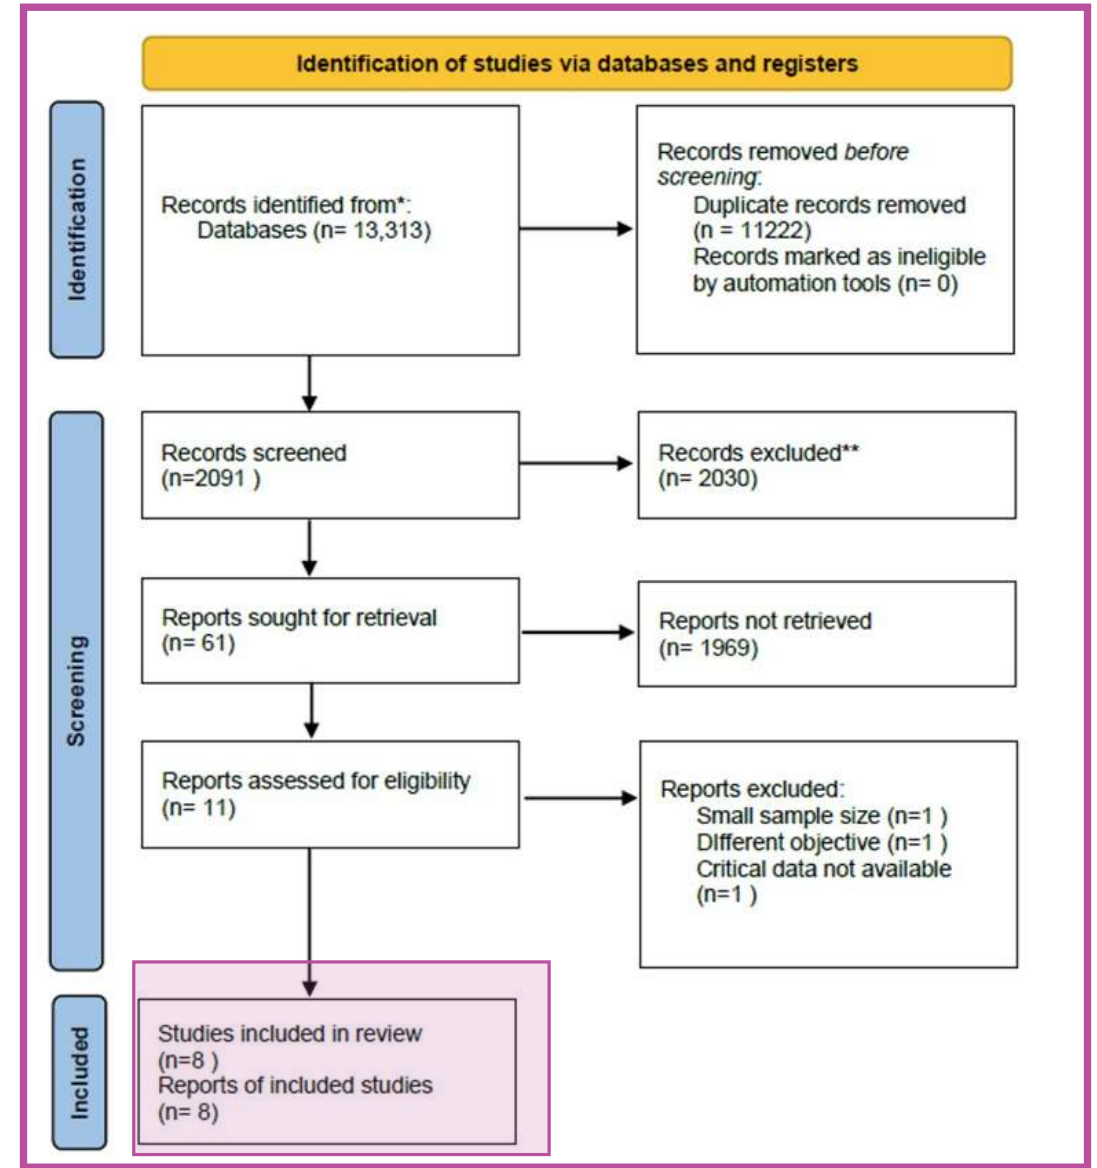 Identification of studies via databases and registers
Identification
Records identified from*:
Databases (n= 13,313)
Records removed before
screening:
Duplicate records removed
(n = 11222)
Records marked as ineligible
by automation tools (n= 0)
Screening
Records screened
(n=2091 )
Records excluded**
(n= 2030)
Reports sought for retrieval
(n= 61)
Reports not retrieved
(n= 1969)
Reports assessed for eligibility
(n= 11)
Reports excluded:
Small sample size (n=1 )
DIfferent objective (n=1 )
Critical data not available
(n=1 )
Included
Studies included in review
(n=8 )
Reports of included studies
(n= 8)